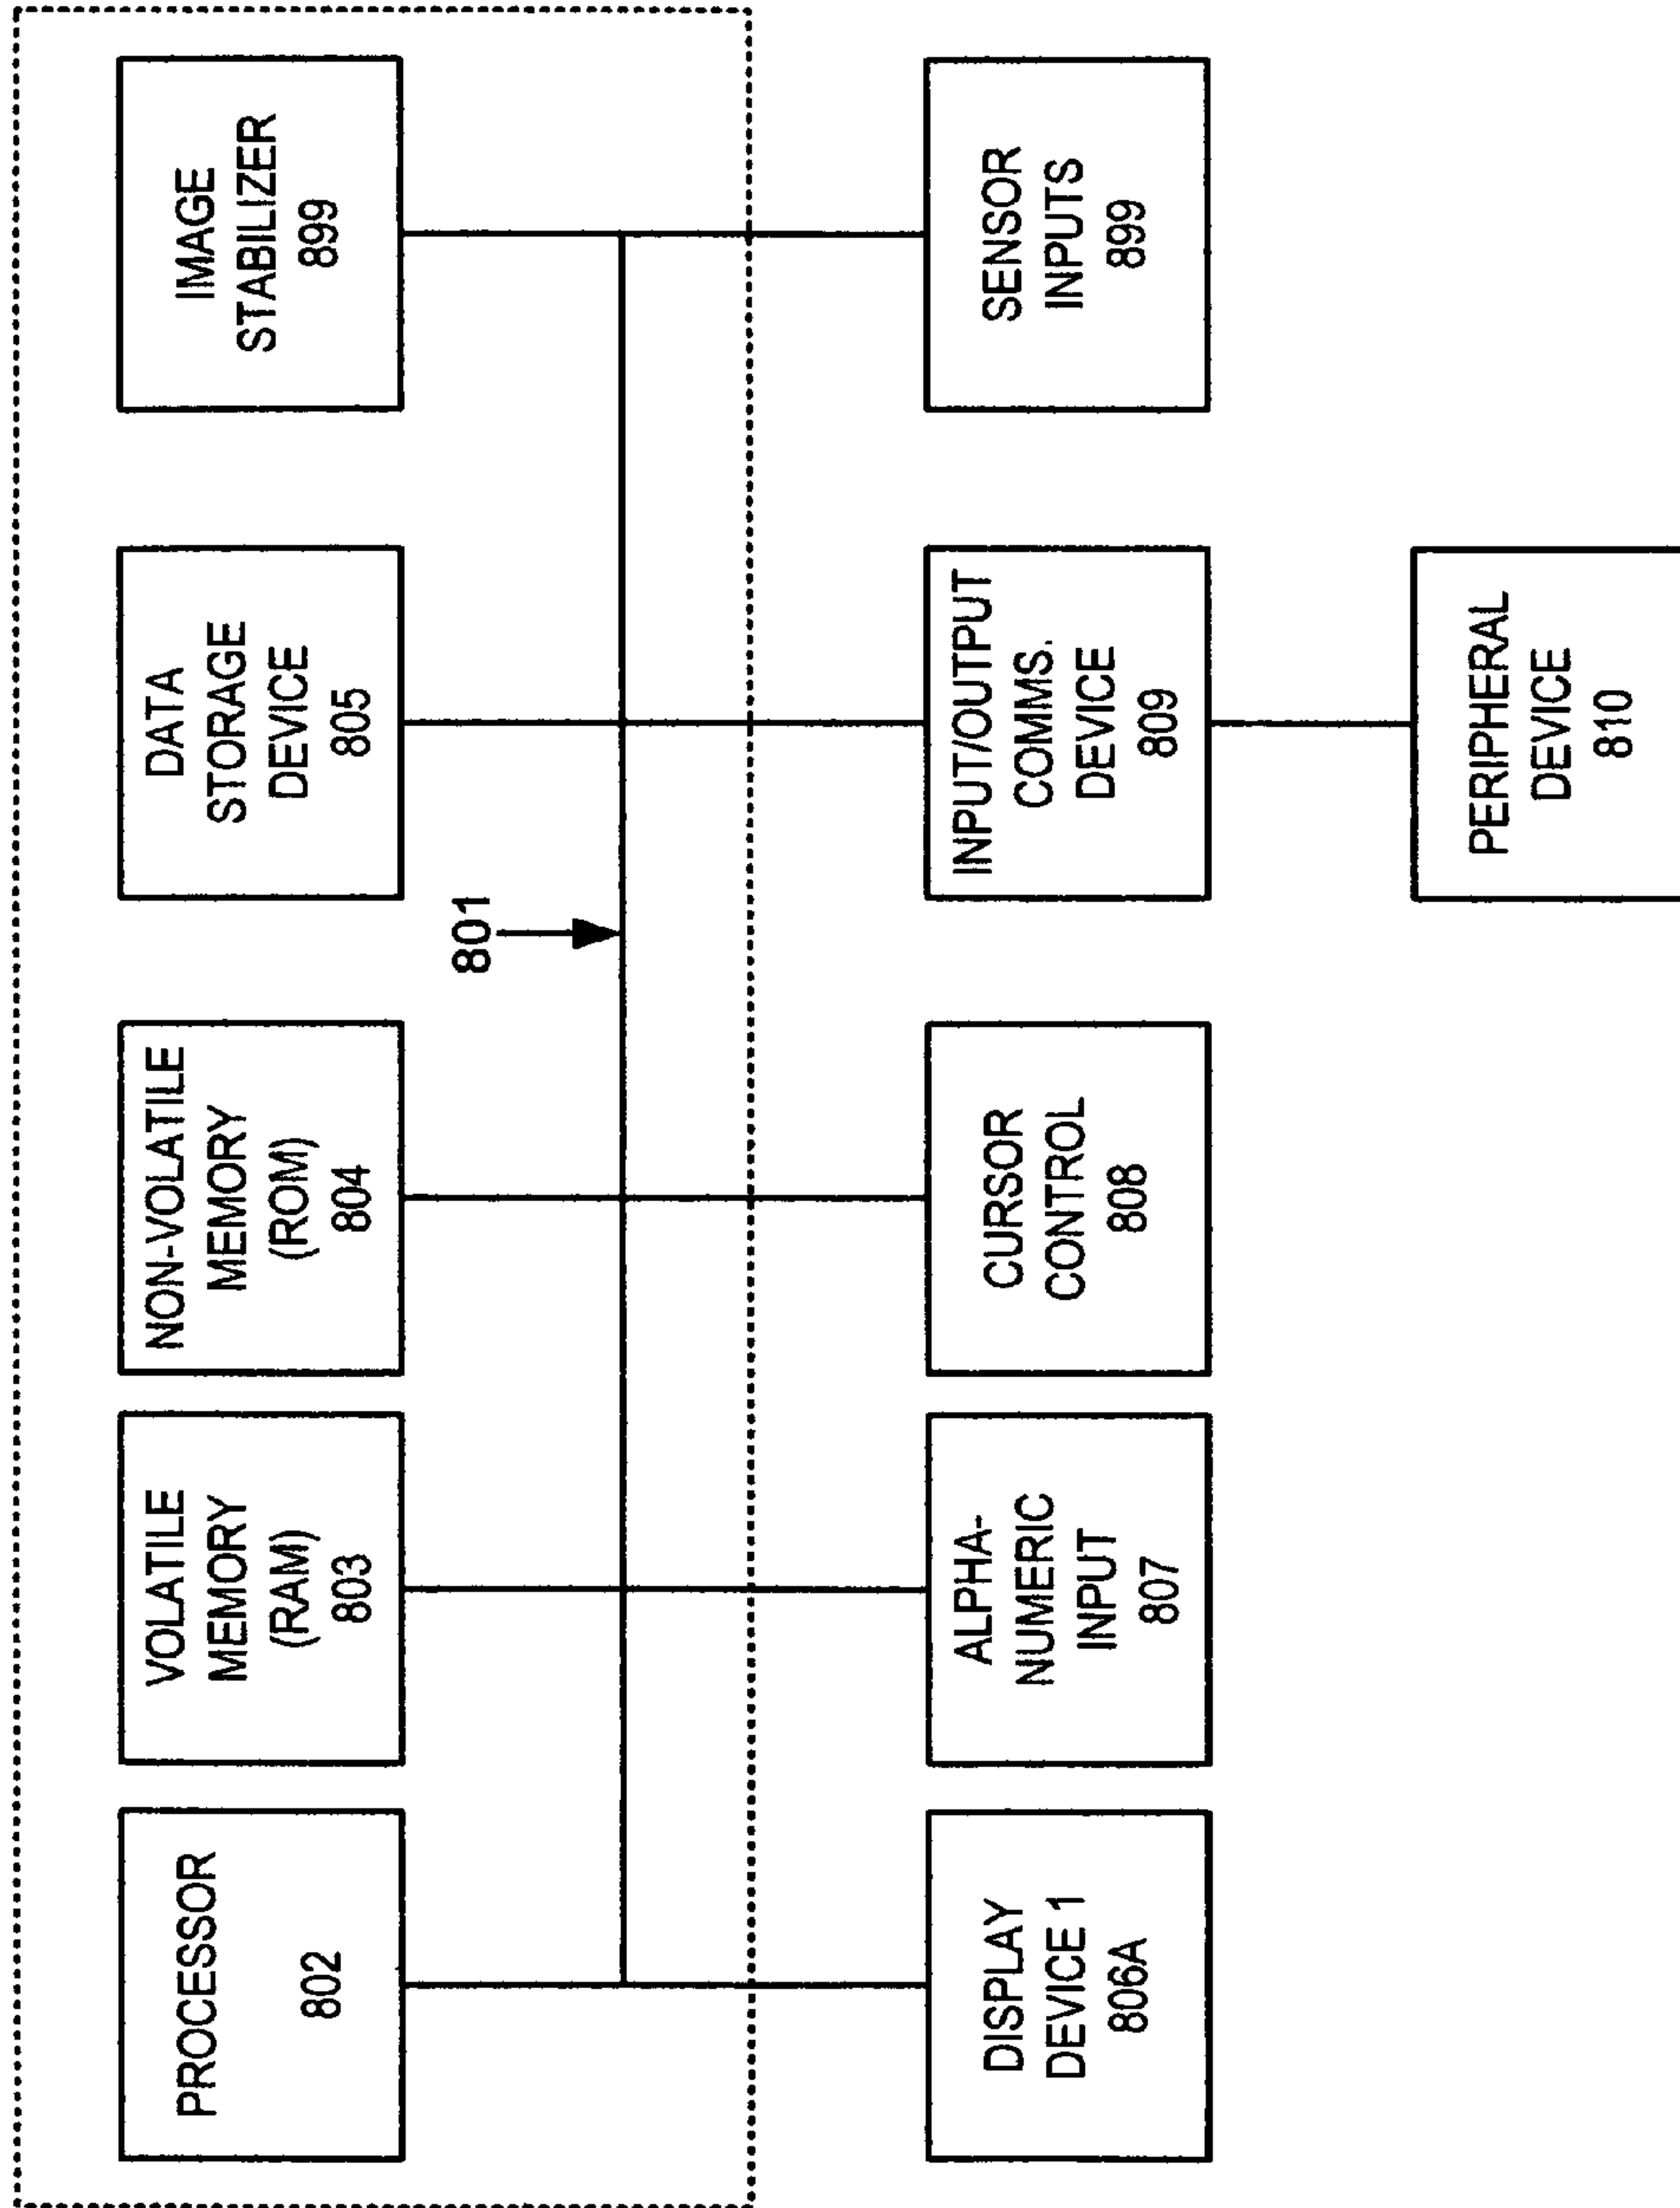 PROCESSOR
802
VOLATILE
MEMORY
(RAM)
803
NON-VOLATILE
MEMORY
(ROM)
804
DATA
STORAGE
DEVICE
805
IMAGE
STABILIZER
899
801
DISPLAY
DEVICE 1
806A
ALPHA-
NUMERIC
INPUT
807
CURSOR
CONTROL
808
INPUT/OUTPUT
COMMS.
DEVICE
809
SENSOR
INPUTS
899
PERIPHERAL
DEVICE
810